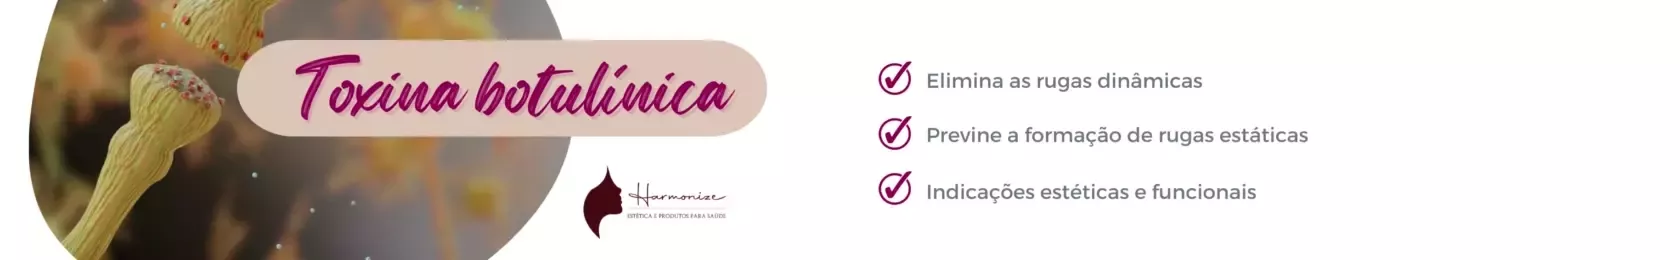 Toxina botulínica
Harmonize
ESTÉTICA E PRODUTOS PARA SAÚDE
Elimina as rugas dinâmicas
Previne a formação de rugas estáticas
Indicações estéticas e funcionais